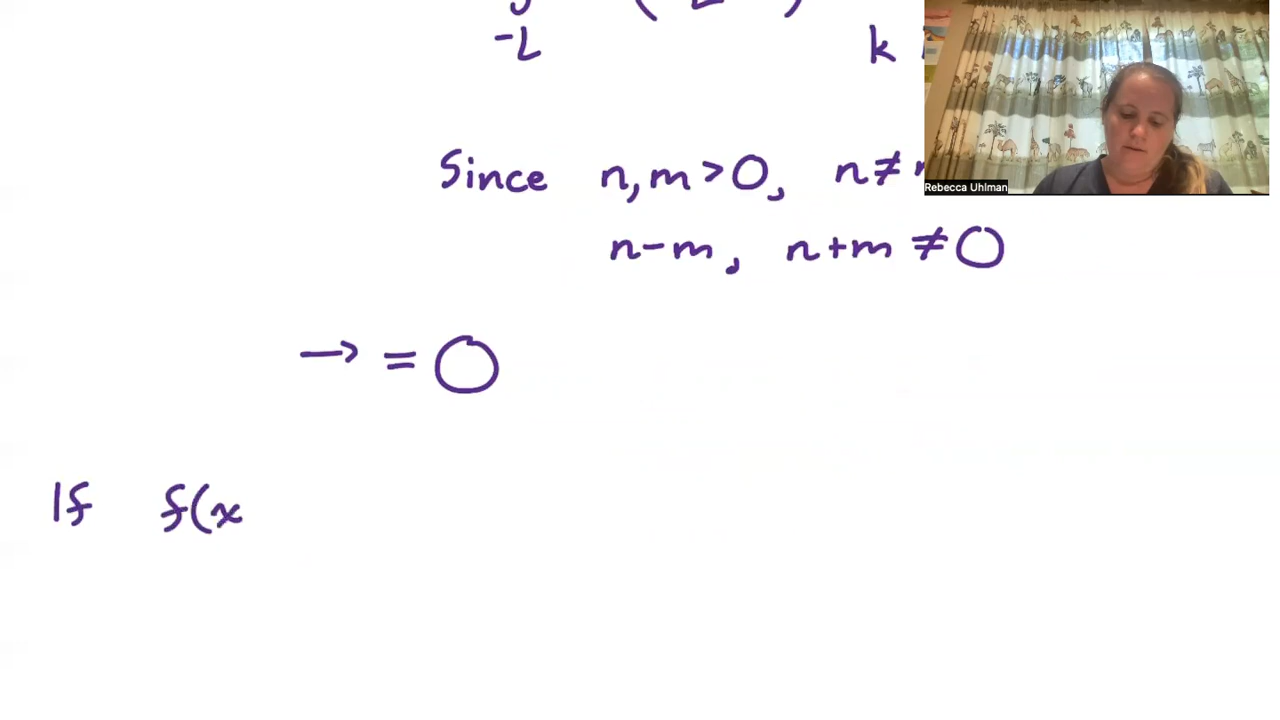 -L k
Since n, m > 0, n ≠
Rebecca Uhlman
n - m, n + m ≠ 0
→ = 0
If f(x